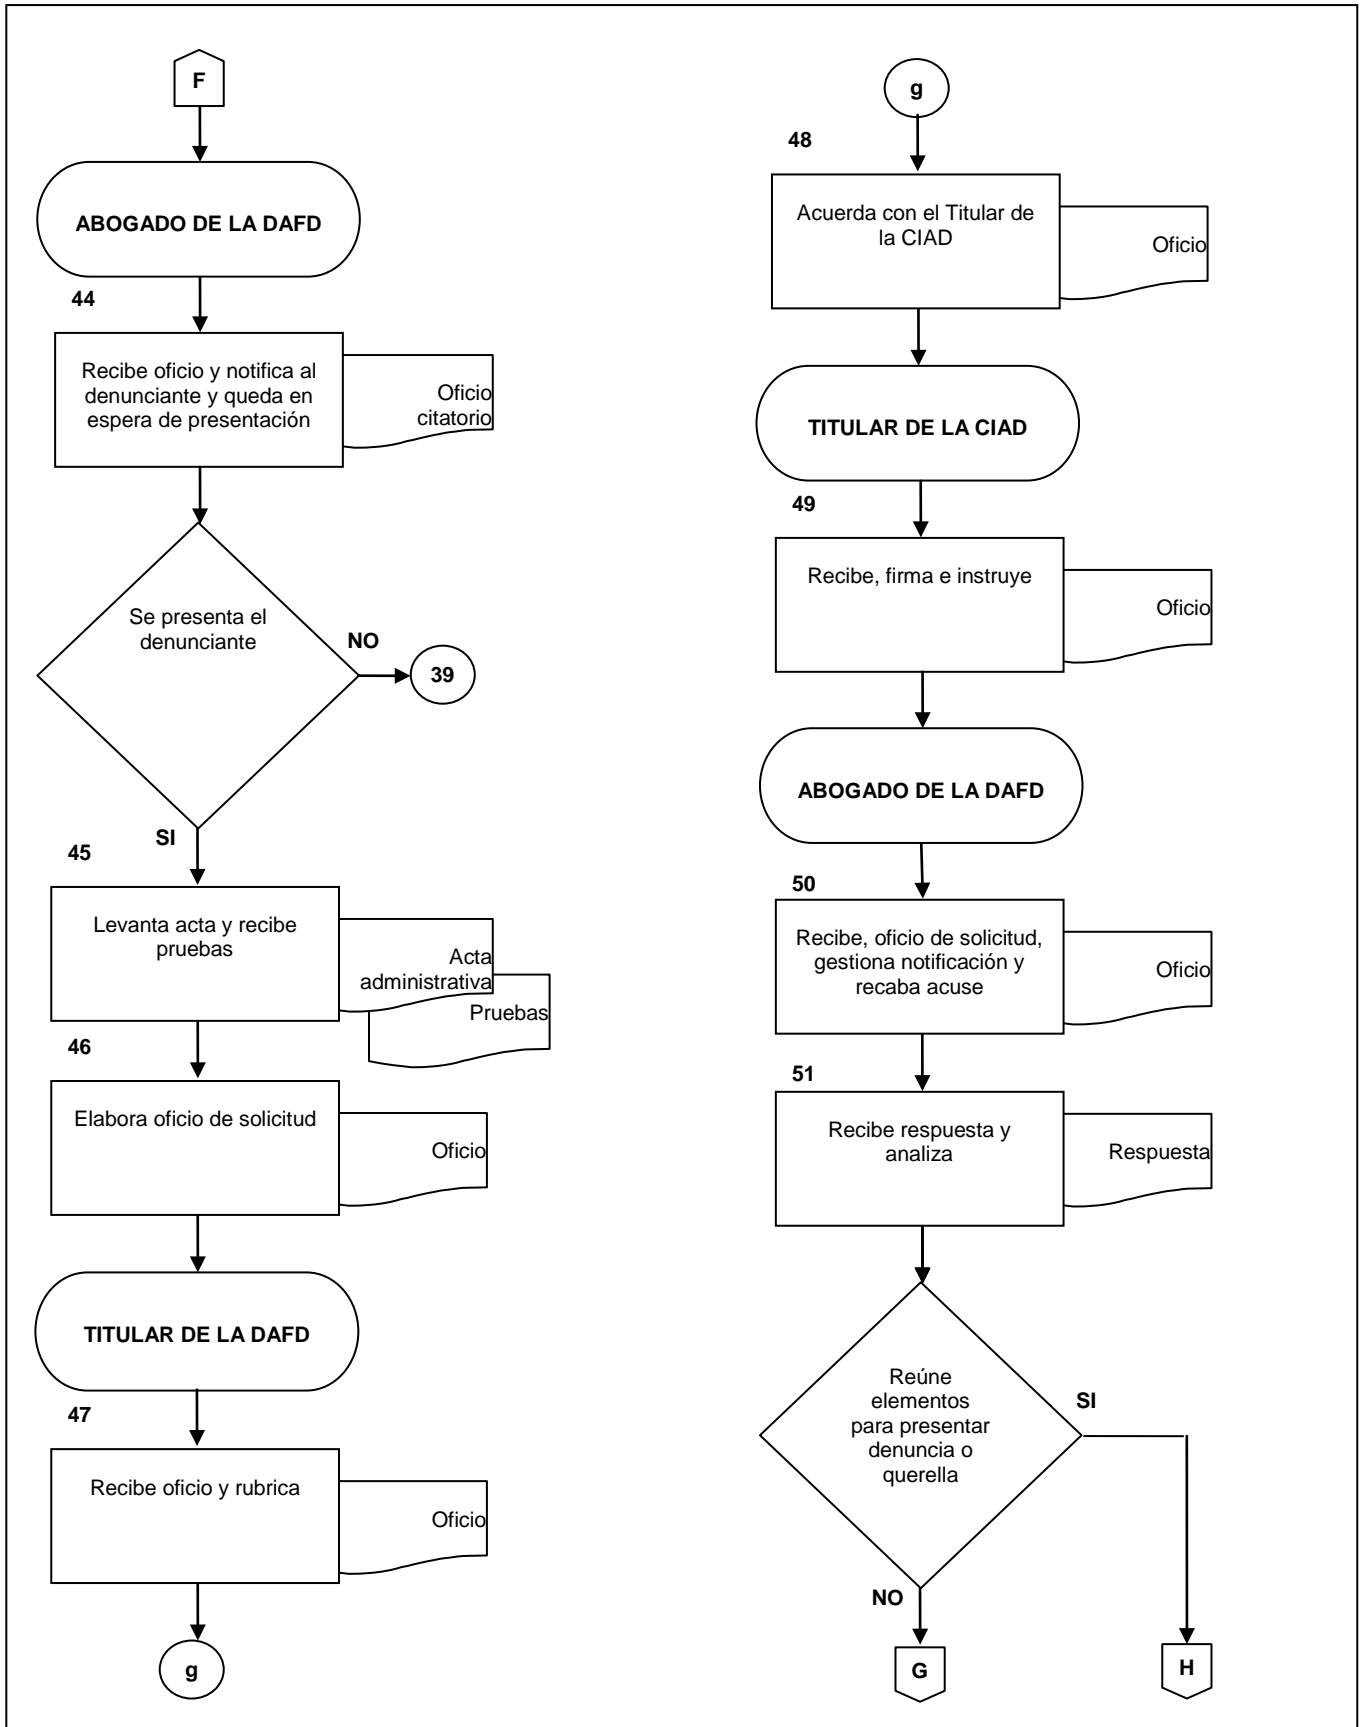 F
ABOGADO DE LA DAFD
44
Recibe oficio y notifica al
denunciante y queda en
espera de presentación
Oficio
citatorio
Se presenta el
denunciante
NO
39
SI
45
Levanta acta y recibe
pruebas
Acta
administrativa
Pruebas
46
Elabora oficio de solicitud
Oficio
TITULAR DE LA DAFD
47
Recibe oficio y rubrica
Oficio
g
g
48
Acuerda con el Titular de
la CIAD
Oficio
TITULAR DE LA CIAD
49
Recibe, firma e instruye
Oficio
ABOGADO DE LA DAFD
50
Recibe, oficio de solicitud,
gestiona notificación y
recaba acuse
Oficio
51
Recibe respuesta y
analiza
Respuesta
Reúne
elementos
para presentar
denuncia o
querella
SI
NO
G
H